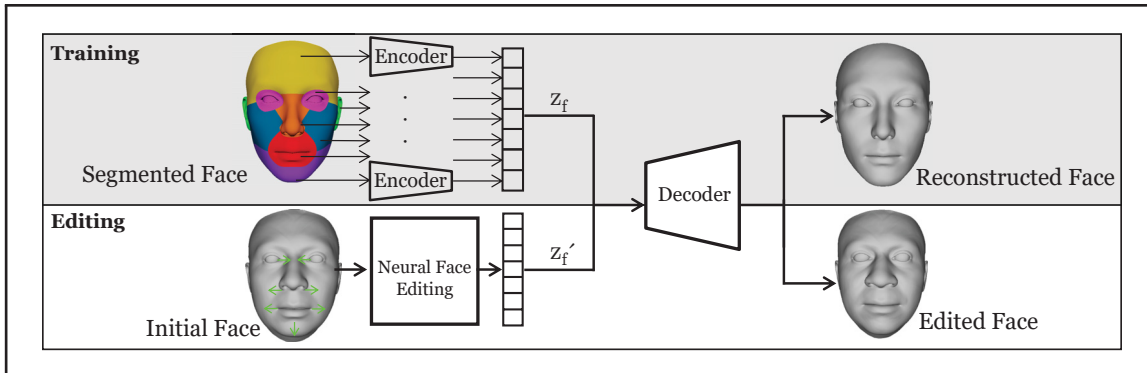 Training
Encoder
z_f
Segmented Face
Encoder
Decoder
Reconstructed Face
Editing
Neural Face
Editing
z_f′
Initial Face
Edited Face